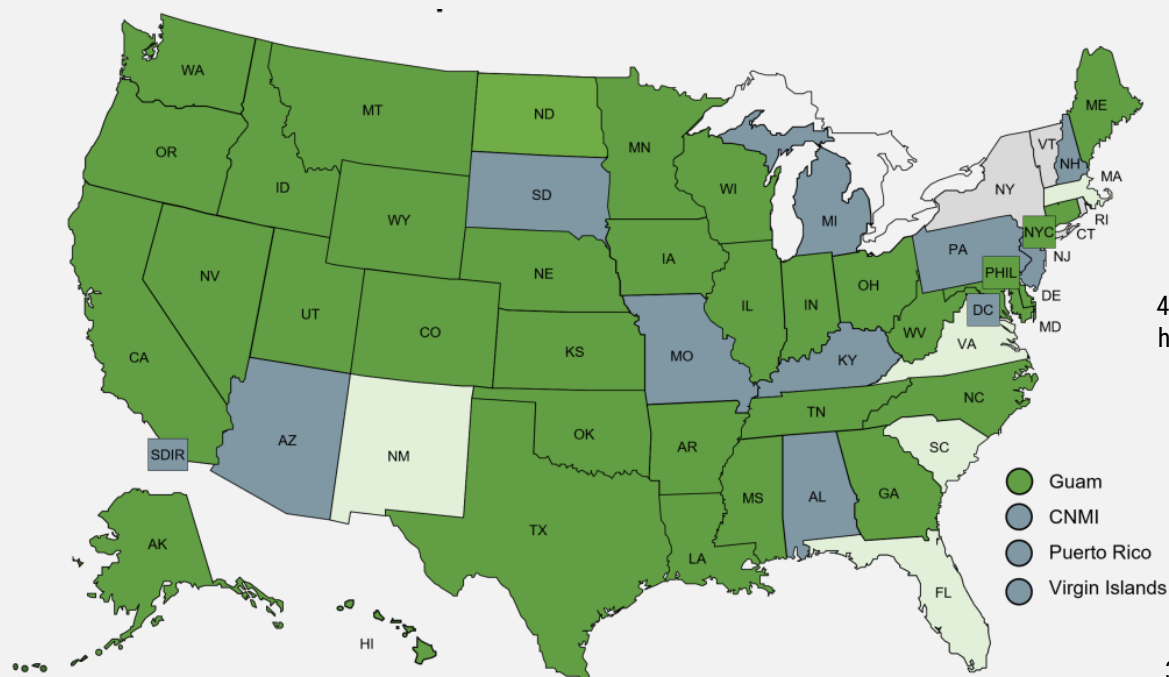 WA
MT
ND
MN
ME
OR
ID
SD
WI
VT
NH
WY
MI
NY
MA
RI
NYC
CT
NV
NE
IA
PA
NJ
UT
CO
IL
IN
OH
PHIL
DE
CA
KS
MO
WV
DC
MD
KY
VA
4
h
SDIR
AZ
NM
OK
AR
TN
NC
SC
TX
MS
AL
GA
LA
FL
AK
HI
Guam
CNMI
Puerto Rico
Virgin Islands